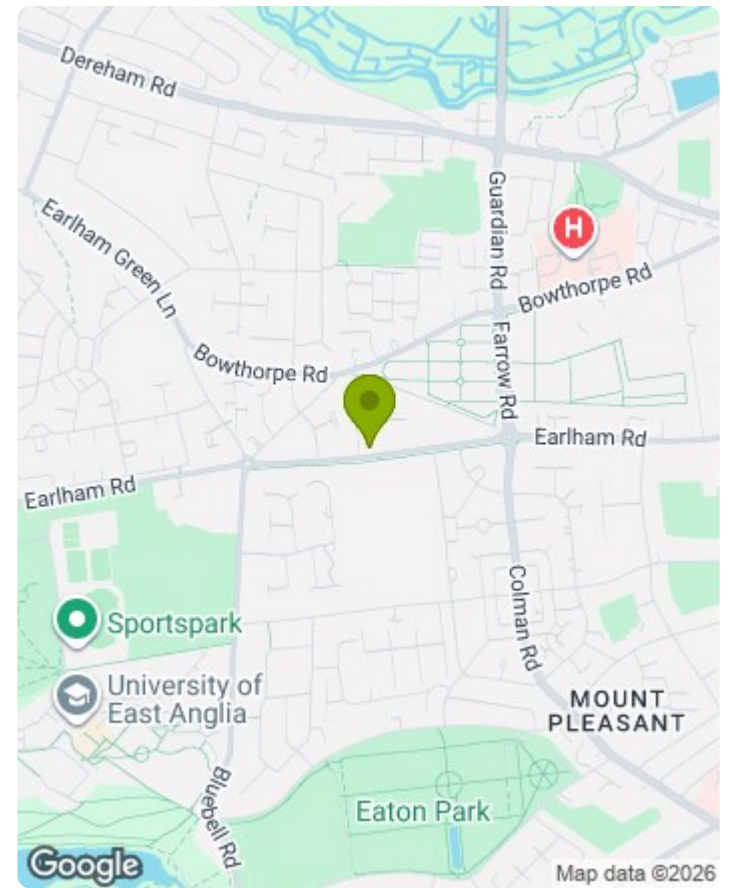 Dereham Rd
Guardian Rd
H
Earlham Green Ln
Bowthorpe Rd
Bowthorpe Rd
Farrow Rd
Earlham Rd
Earlham Rd
Colman Rd
Sportspark
University of
East Anglia
MOUNT
PLEASANT
Bluebell Rd
Eaton Park
Google
Map data ©2026